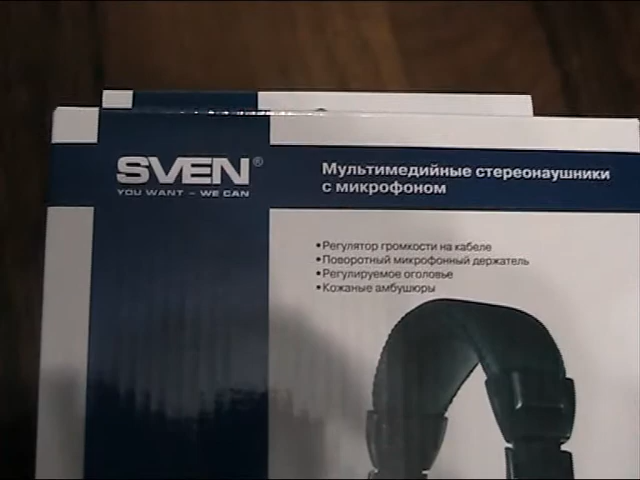 SVEN®
YOU WANT – WE CAN
Мультимедийные стереонаушники
с микрофоном
•Регулятор громкости на кабеле
•Поворотный микрофонный держатель
•Регулируемое оголовье
•Кожаные амбушюры